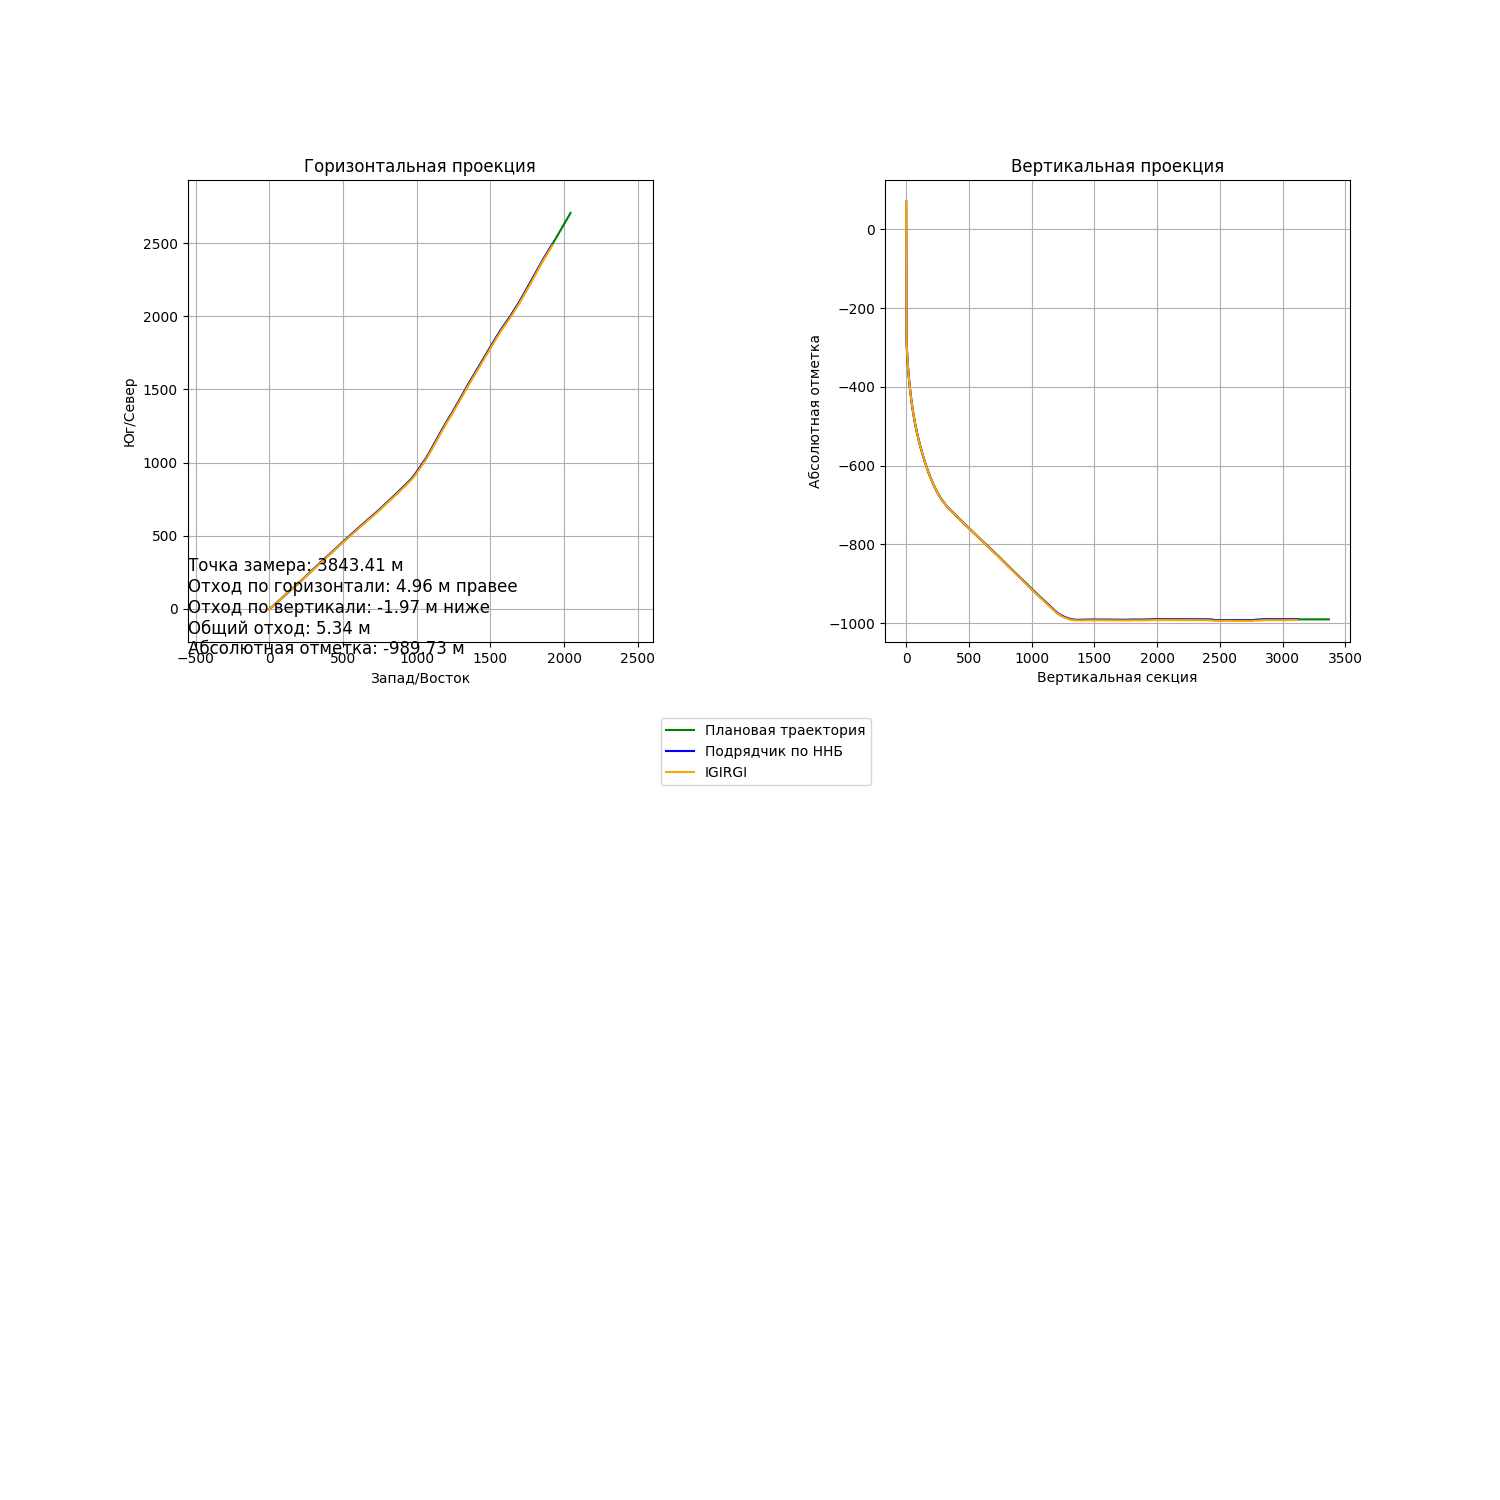 Горизонтальная проекция
2500
2000
1500
1000
500
0
Юг/Север
Точка замера: 3843.41 м
Отход по горизонтали: 4.96 м правее
Отход по вертикали: -1.97 м ниже
Общий отход: 5.34 м
Абсолютная отметка: -989.73 м
−500 0 500 1000 1500 2000 2500
Запад/Восток
Вертикальная проекция
0
−200
−400
−600
−800
−1000
Абсолютная отметка
0 500 1000 1500 2000 2500 3000 3500
Вертикальная секция
Плановая траектория
Подрядчик по ННБ
IGIRGI